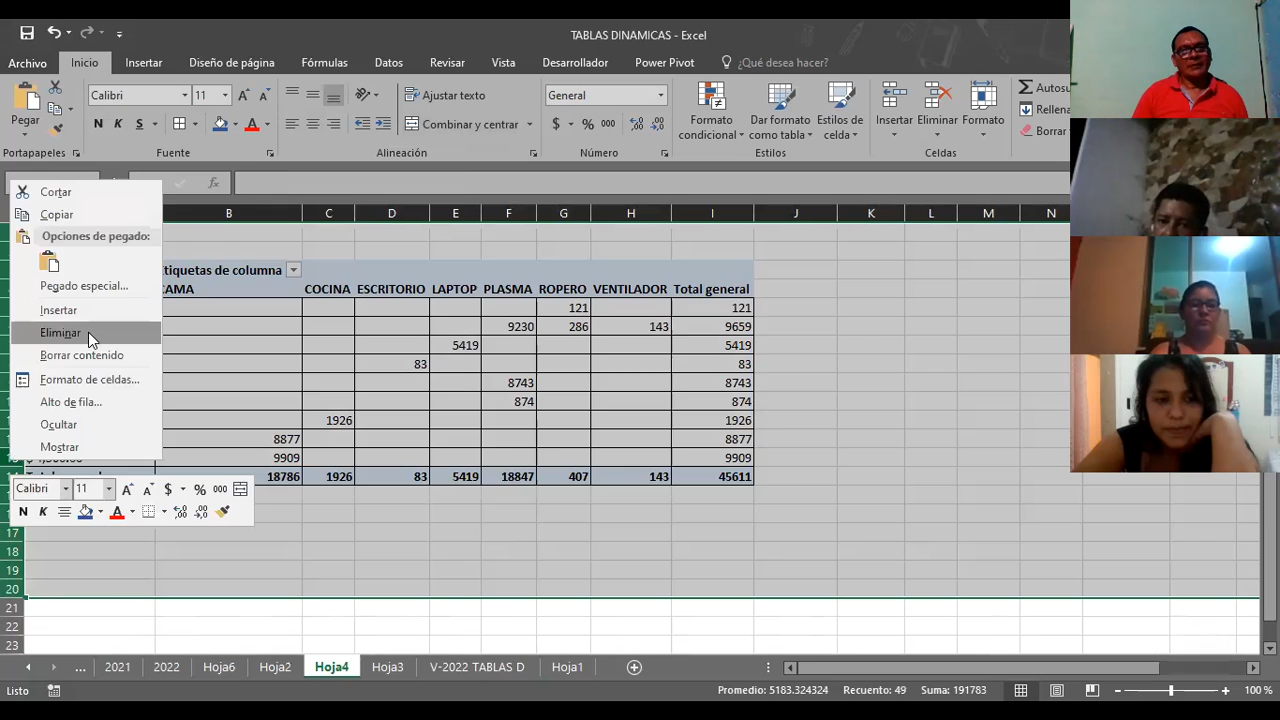 TABLAS DINAMICAS - Excel
Archivo Inicio Insertar Diseño de página Fórmulas Datos Revisar Vista Desarrollador Power Pivot ¿Qué desea hacer?
Pegar
Calibri 11
N K S
Ajustar texto
Combinar y centrar
General
$ % 000
Formato condicional
Dar formato como tabla
Estilos de celda
Insertar Eliminar Formato
Autosu
Rellena
Borrar
Portapapeles Fuente Alineación Número Estilos Celdas
fx
B C D E F G H I J K L M N
Cortar
Copiar
Opciones de pegado:
Pegado especial...
Insertar
Eliminar
Borrar contenido
Formato de celdas...
Alto de fila...
Ocultar
Mostrar
Calibri 11 $ % 000
N K A
tiquetas de columna
CAMA COCINA ESCRITORIO LAPTOP PLASMA ROPERO VENTILADOR Total general
121 121
9230 286 143 9659
5419 5419
83 83
8743 8743
874 874
1926 1926
8877 8877
9909 9909
18786 1926 83 5419 18847 407 143 45611
17
18
19
20
21
22
23
... 2021 2022 Hoja6 Hoja2 Hoja4 Hoja3 V-2022 TABLAS D Hoja1
Listo Promedio: 5183.324324 Recuento: 49 Suma: 191783 100 %